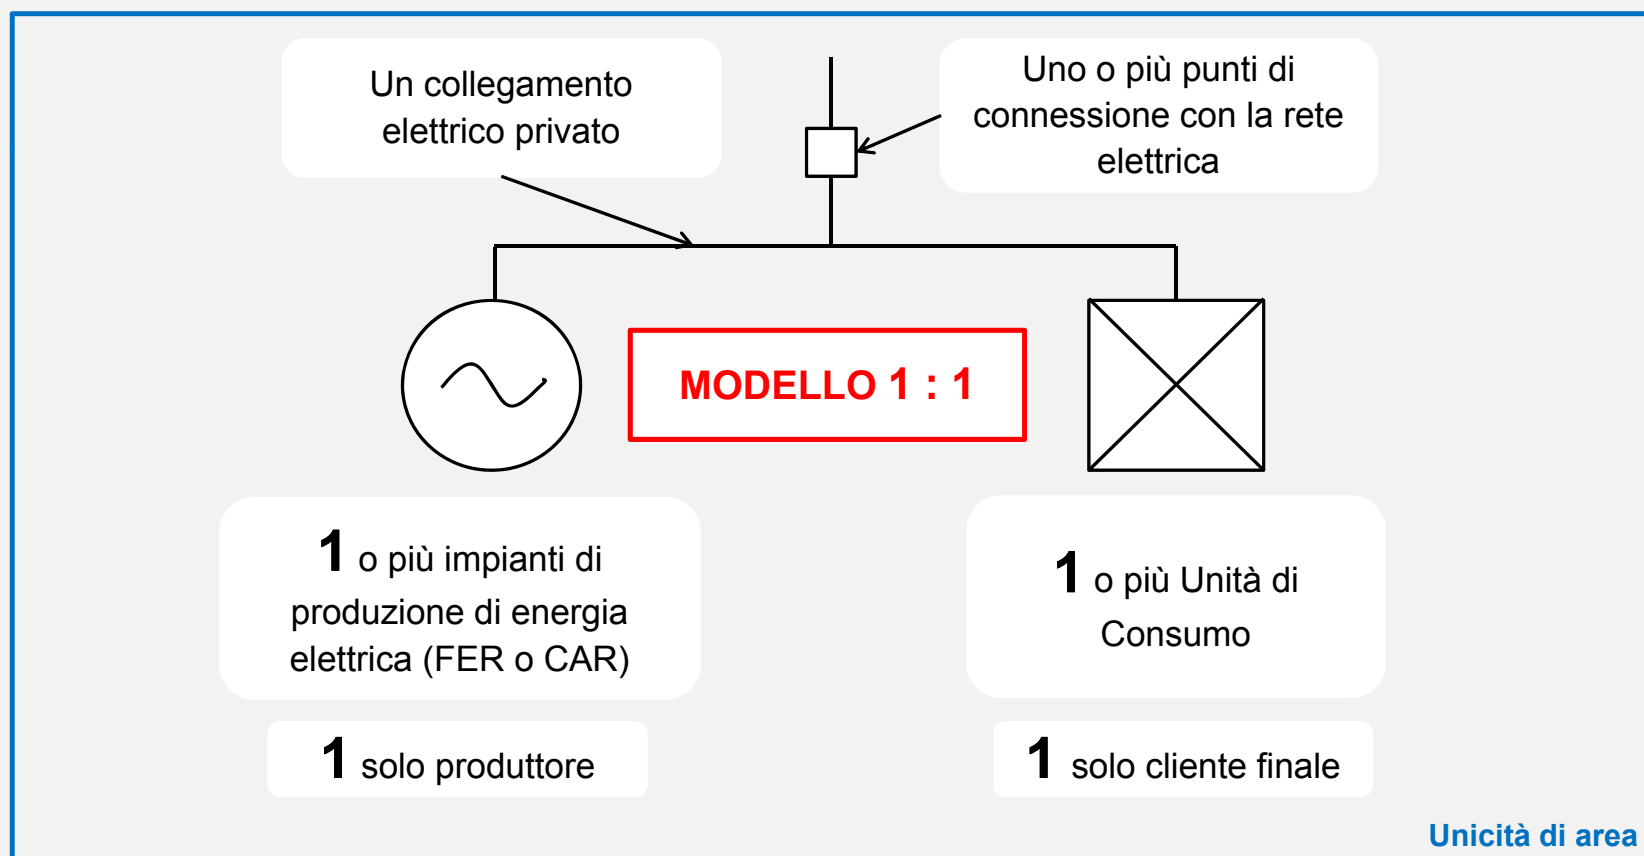 Un collegamento
elettrico privato
Uno o più punti di
connessione con la rete
elettrica
MODELLO 1 : 1
1 o più impianti di
produzione di energia
elettrica (FER o CAR)
1 o più Unità di
Consumo
1 solo produttore
1 solo cliente finale
Unicità di area